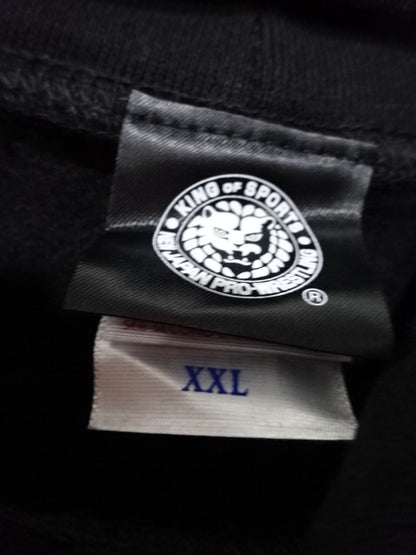 KING OF SPORTS
NEW JAPAN PRO-WRESTLING
®
XXL